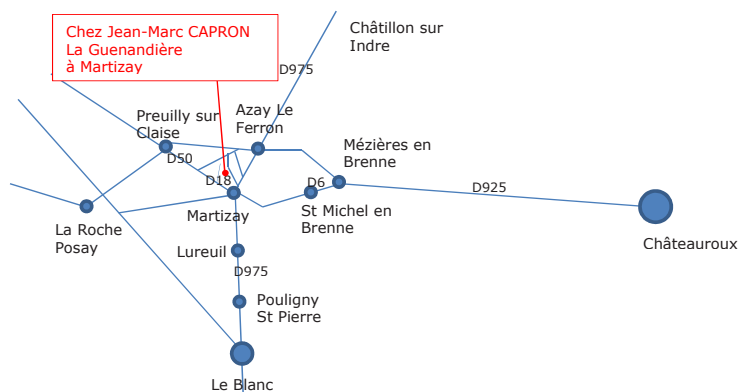 Chez Jean-Marc CAPRON
La Guenandière
à Martizay
Châtillon sur
Indre
D975
Preuilly sur
Claise
Azay Le
Ferron
Mézières en
Brenne
D50
D18
D6
D925
Martizay
St Michel en
Brenne
La Roche
Posay
Châteauroux
Lureuil
D975
Pouligny
St Pierre
Le Blanc